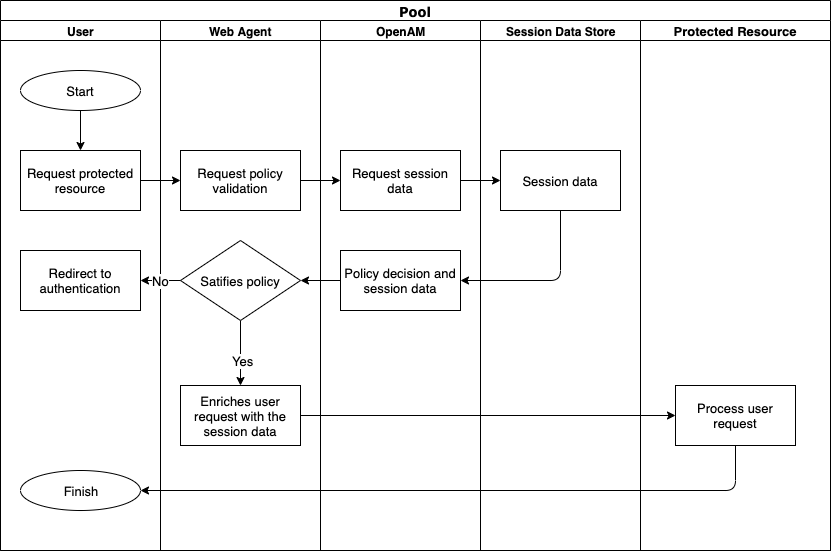 Pool
User
Web Agent
OpenAM
Session Data Store
Protected Resource
Start
Request protected
resource
Request policy
validation
Request session
data
Session data
Redirect to
authentication
No
Satifies policy
Policy decision and
session data
Yes
Enriches user
request with the
session data
Process user
request
Finish